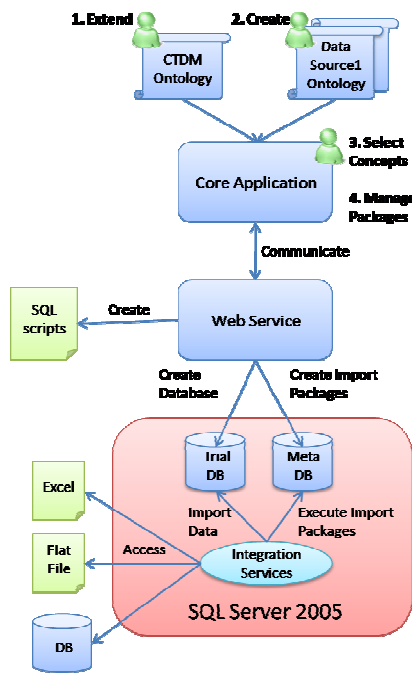 1. Extend
2. Create
CTDM
Ontology
Data
Source1
Ontology
3. Select
Concepts
Core Application
4. Manag
Packages
Communicate
SQL
scripts
Create
Web Service
Create
Database
Create Import
Packages
Trial
DB
Meta
DB
Excel
Import
Data
Execute Import
Packages
Flat
File
Access
Integration
Services
SQL Server 2005
DB